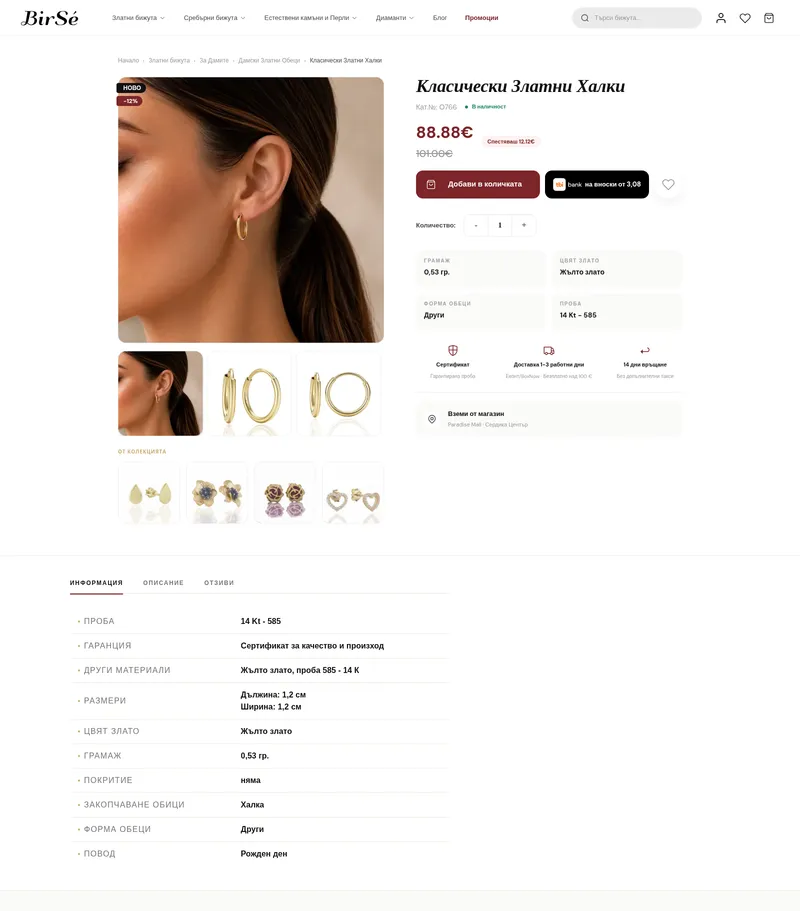 BirSé
Златни бижута
Сребърни бижута
Естествени камъни и Перли
Диаманти
Блог
Промоции
Търси бижута...
Начало › Златни бижута › За Дамите › Дамски Златни Обеци › Класически Златни Халки
НОВО
−12%
Класически Златни Халки
Кат.№: O766
В наличност
88.88€
Спестяваш 12.12€
101.00€
Добави в количката
tbi bank на вноски от 3,08
Количество:
- 1 +
ГРАМАЖ
0,53 гр.
ЦВЯТ ЗЛАТО
Жълто злато
ФОРМА ОБЕЦИ
Други
ПРОБА
14 Kt - 585
Сертификат
Гарантирана проба
Доставка 1–3 работни дни
Безплатно над 100 €
14 дни връщане
Без допълнителни такси
Вземи от магазин
Paradise Mall · Сердика Център
ОТ КОЛЕКЦИЯТА
ИНФОРМАЦИЯ
ОПИСАНИЕ
ОТЗИВИ
ПРОБА
14 Kt - 585
ГАРАНЦИЯ
Сертификат за качество и произход
ДРУГИ МАТЕРИАЛИ
Жълто злато, проба 585 - 14 К
РАЗМЕРИ
Дължина: 1,2 см
Ширина: 1,2 см
ЦВЯТ ЗЛАТО
Жълто злато
ГРАМАЖ
0,53 гр.
ПОКРИТИЕ
няма
ЗАКОПЧАВАНЕ ОБИЦИ
Халка
ФОРМА ОБЕЦИ
Други
ПОВОД
Рожден ден